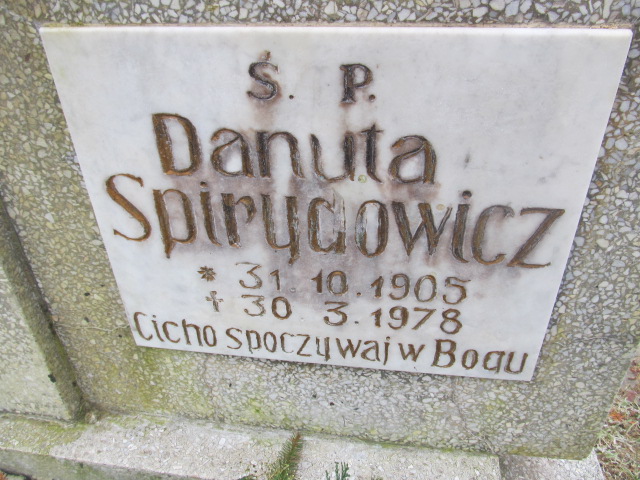 Ś. P.
Danuta
Spirydowicz
* 31. 10. 1905
† 30. 3. 1978
Cicho spoczywaj w Bogu